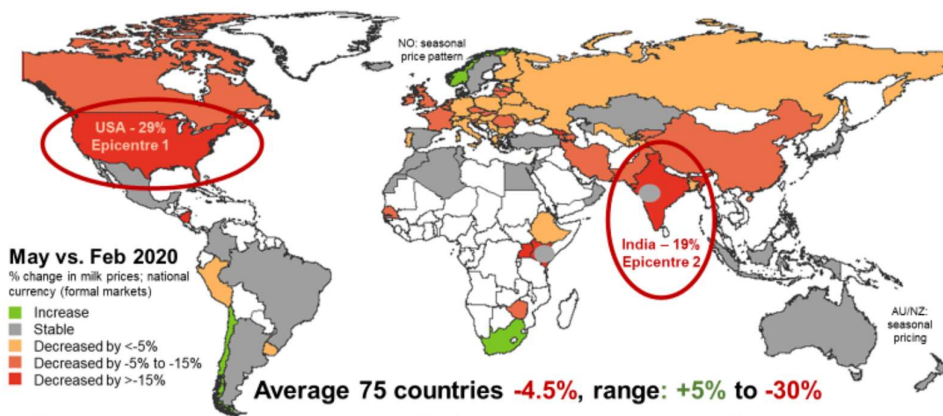 NO: seasonal
price pattern
USA - 29%
Epicentre 1
India – 19%
Epicentre 2
May vs. Feb 2020
% change in milk prices; national
currency (formal markets)
Increase
Stable
Decreased by <-5%
Decreased by -5% to -15%
Decreased by >-15%
AU/NZ:
seasonal
pricing
Average 75 countries -4.5%, range: +5% to -30%